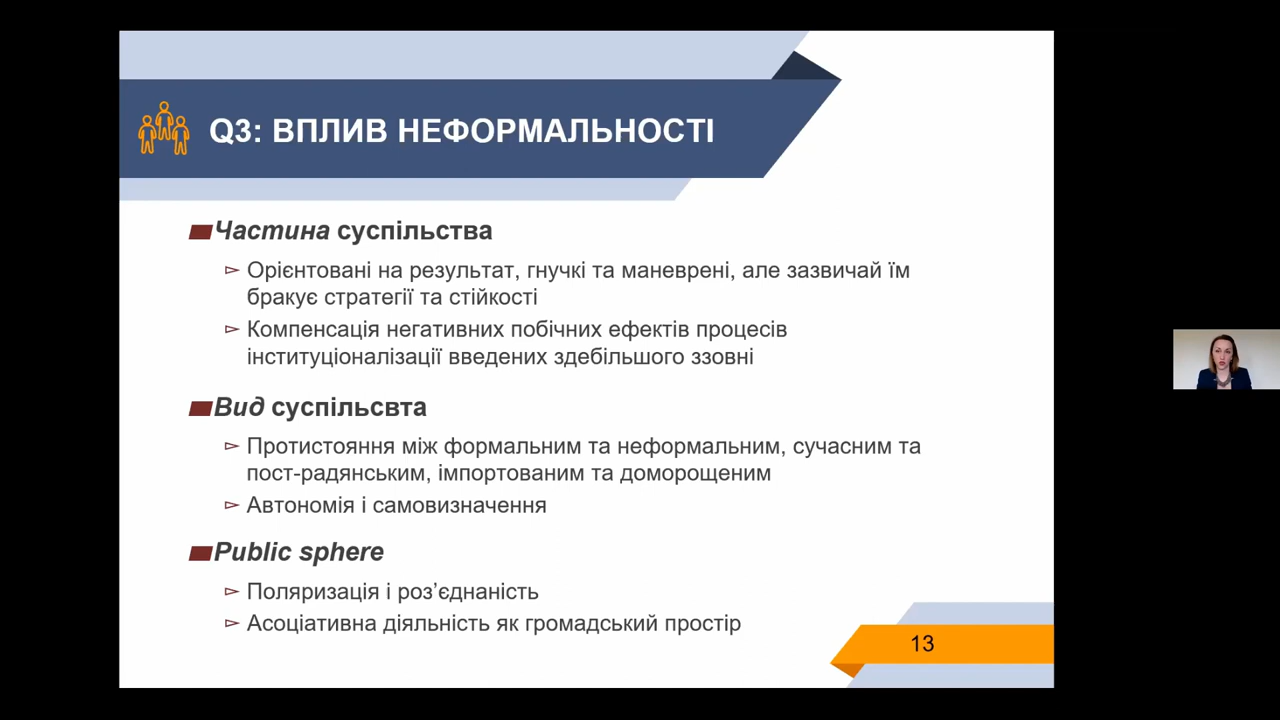 Q3: ВПЛИВ НЕФОРМАЛЬНОСТІ
Частина суспільства
Орієнтовані на результат, гнучкі та маневрені, але зазвичай їм
бракує стратегії та стійкості
Компенсація негативних побічних ефектів процесів
інституціоналізації введених здебільшого ззовні
Вид суспільсвта
Протистояння між формальним та неформальним, сучасним та
пост-радянським, імпортованим та доморощеним
Автономія і самовизначення
Public sphere
Поляризація і роз’єднаність
Асоціативна діяльність як громадський простір
13